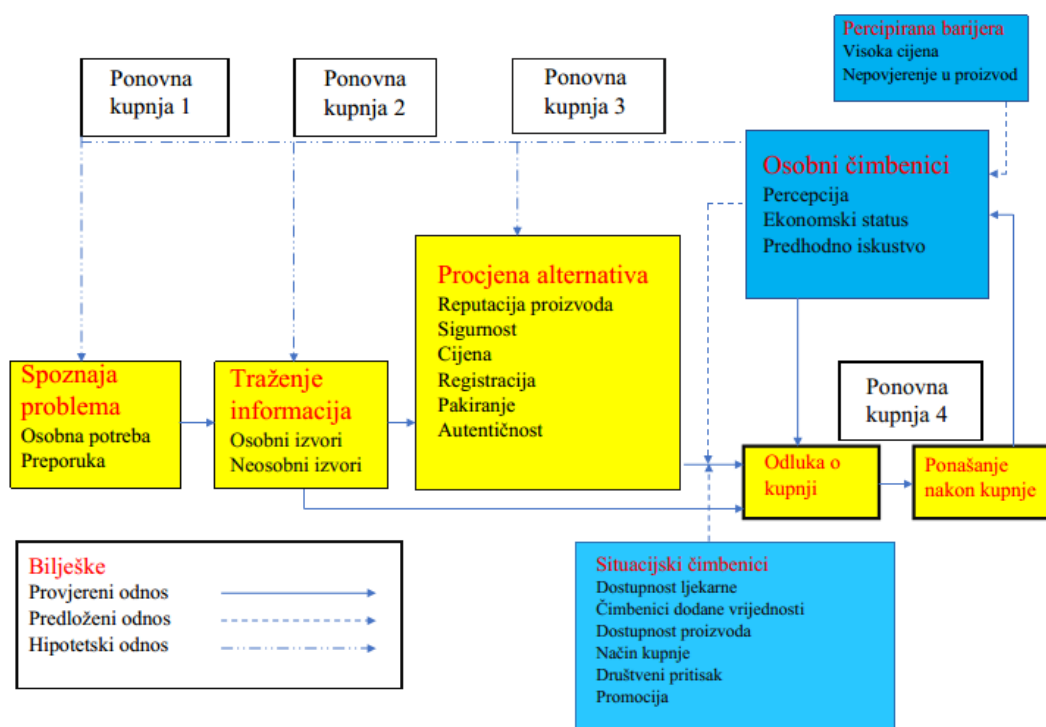 Percipirana barijera
Visoka cijena
Nepovjerenje u proizvod
Ponovna
kupnja 1
Ponovna
kupnja 2
Ponovna
kupnja 3
Osobni čimbenici
Percepcija
Ekonomski status
Predhodno iskustvo
Procjena alternativa
Reputacija proizvoda
Sigurnost
Cijena
Registracija
Pakiranje
Autentičnost
Spoznaja
problema
Osobna potreba
Preporuka
Traženje
informacija
Osobni izvori
Neosobni izvori
Ponovna
kupnja 4
Odluka o
kupnji
Ponašanje
nakon kupnje
Bilješke
Provjereni odnos
Predloženi odnos
Hipotetski odnos
Situacijski čimbenici
Dostupnost ljekarne
Čimbenici dodane vrijednosti
Dostupnost proizvoda
Način kupnje
Društveni pritisak
Promocija